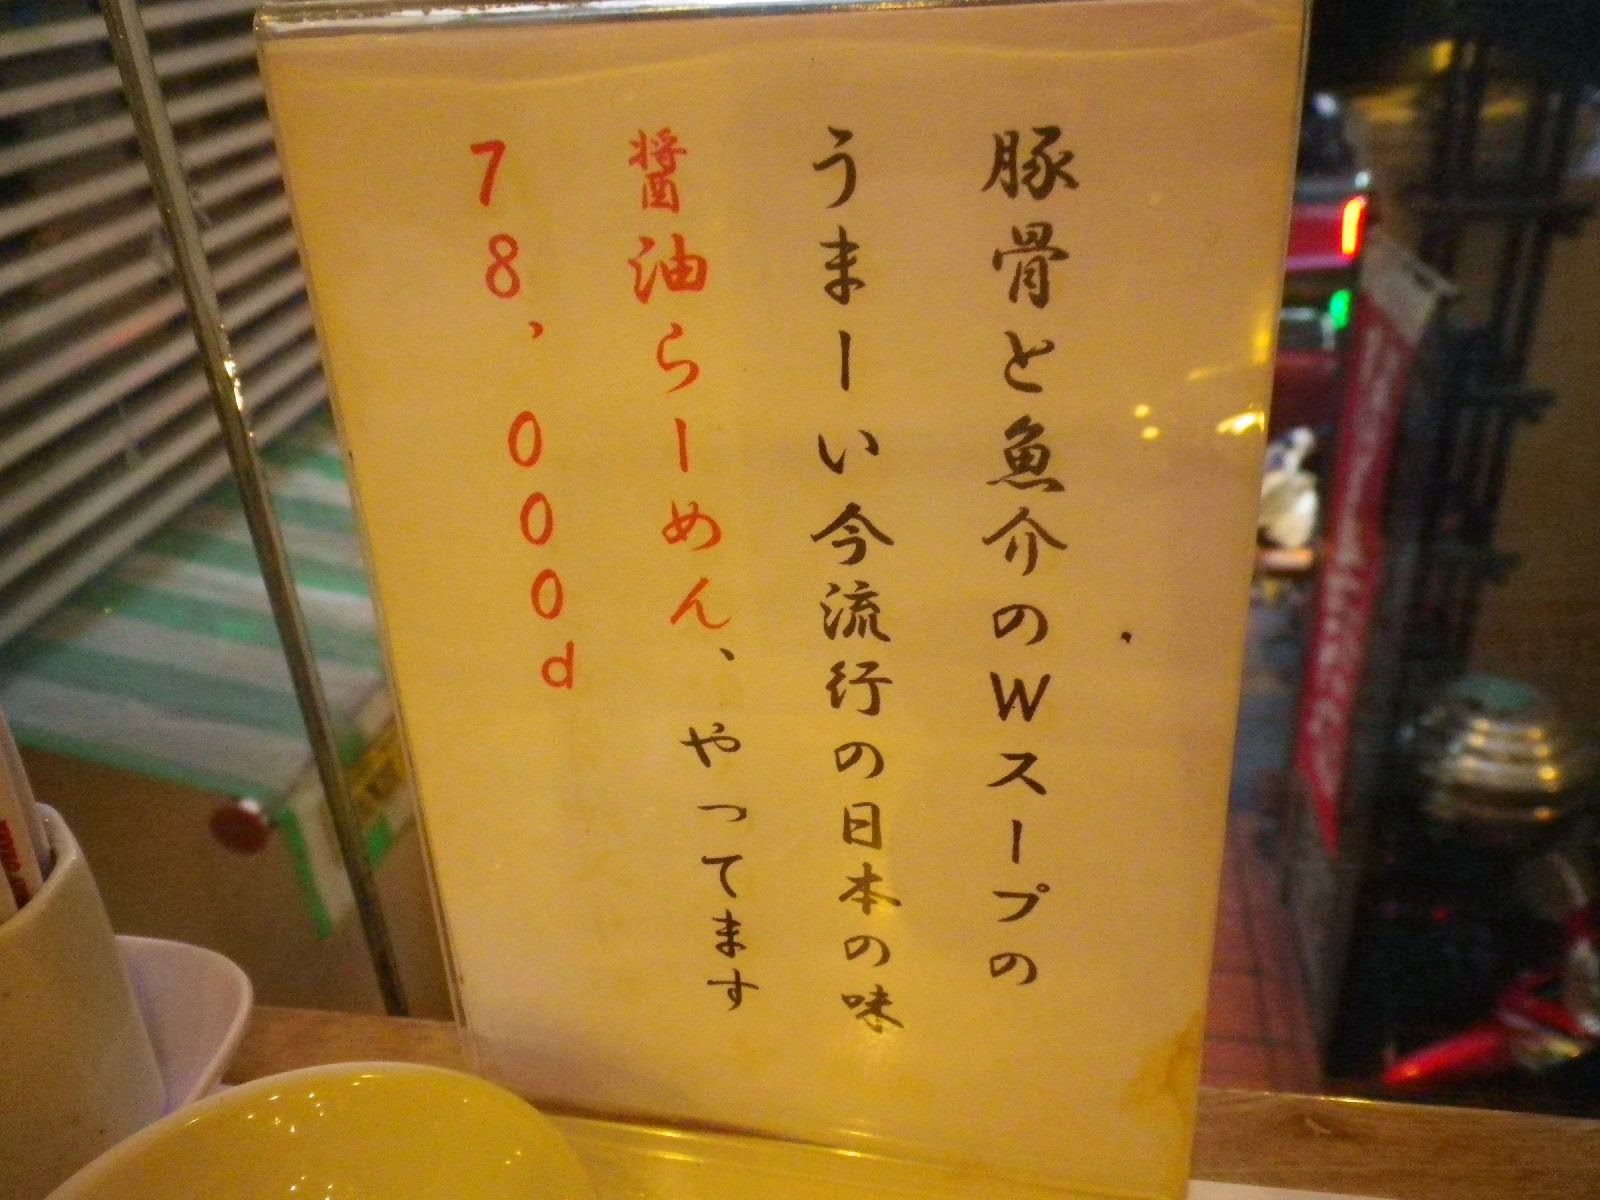 豚骨と魚介のWスープの
うまーい今流行の日本の味
醤油らーめん、やってます
78,000d